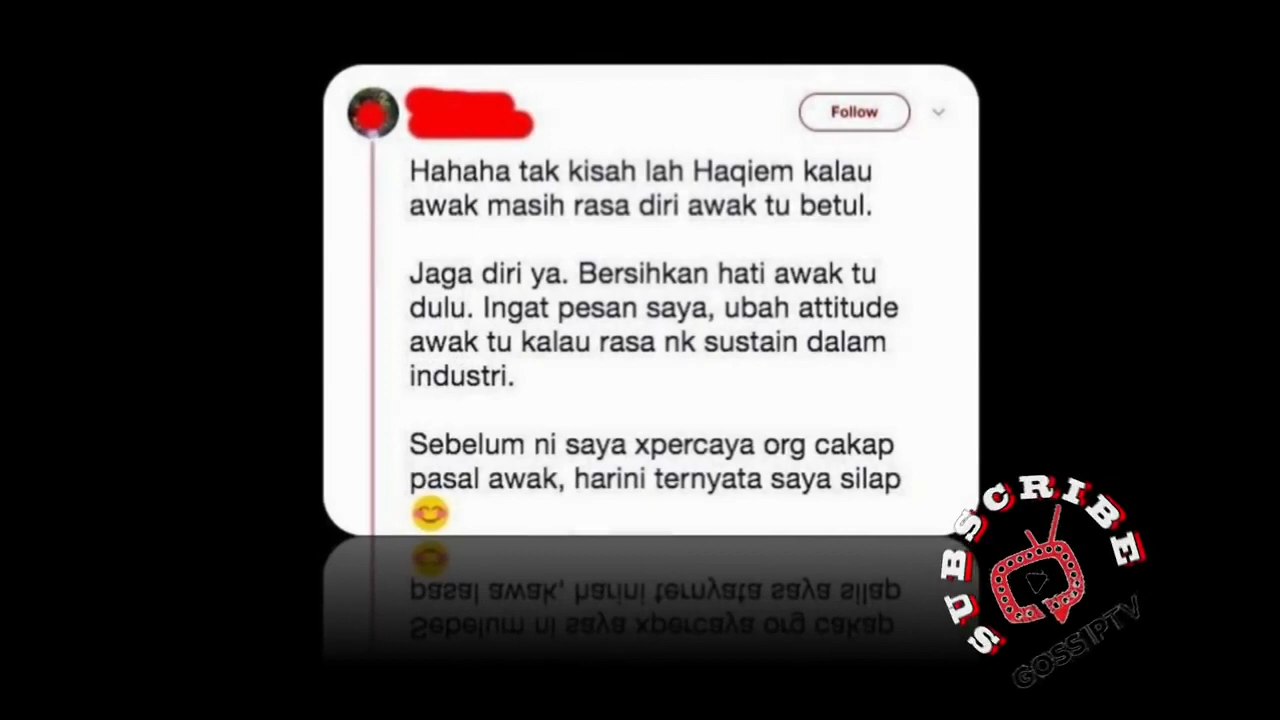 Follow
Hahaha tak kisah lah Haqiem kalau
awak masih rasa diri awak tu betul.
Jaga diri ya. Bersihkan hati awak tu
dulu. Ingat pesan saya, ubah attitude
awak tu kalau rasa nk sustain dalam
industri.
Sebelum ni saya xpercaya org cakap
pasal awak, harini ternyata saya silap
SUBSCRIBE
GOSSIPTV